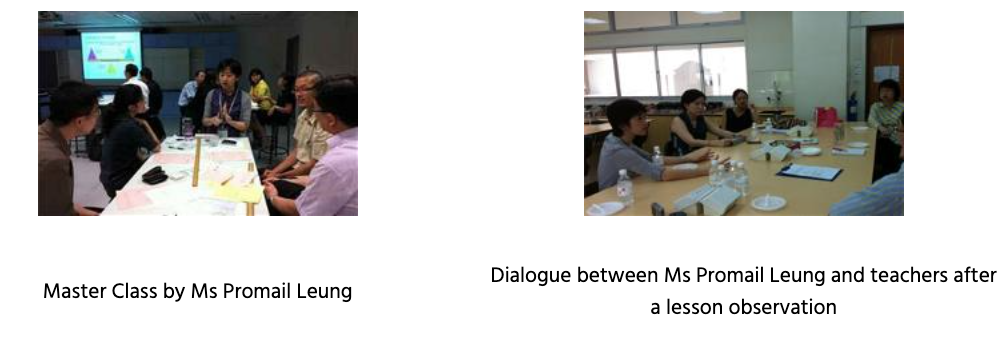 Master Class by Ms Promail Leung
Dialogue between Ms Promail Leung and teachers after
a lesson observation